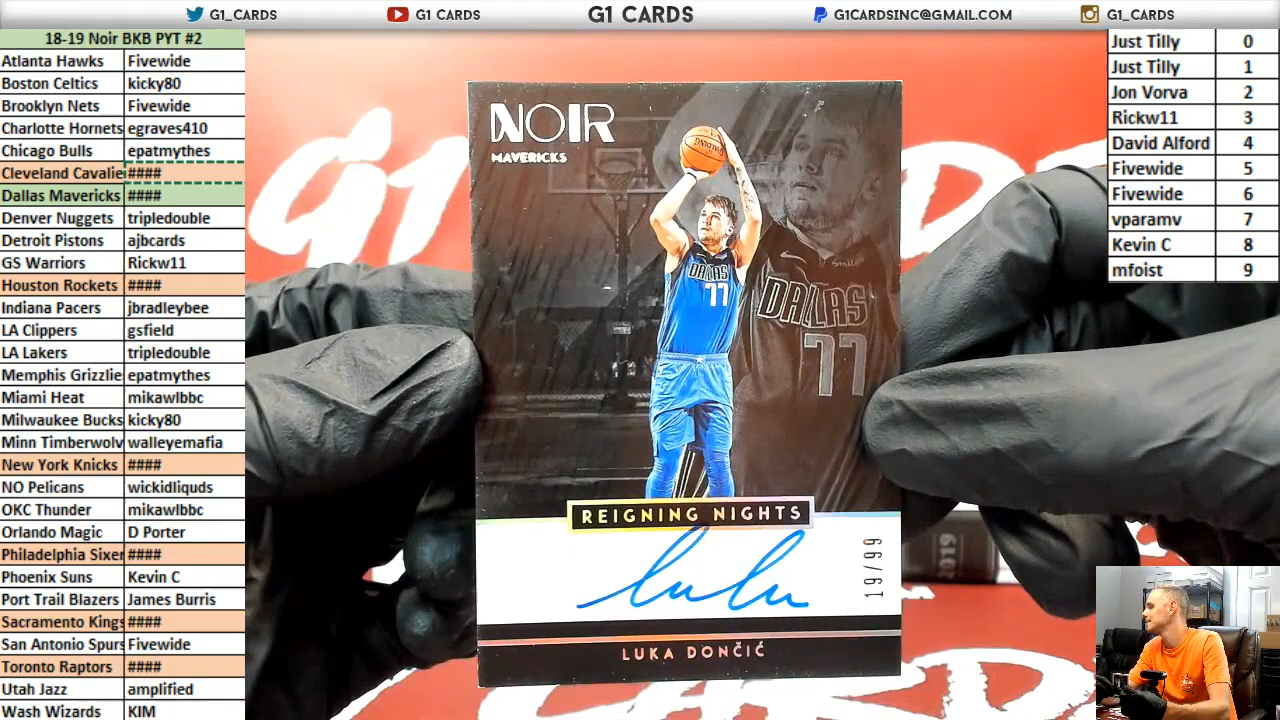 G1_CARDS
G1 CARDS
G1 CARDS
G1CARDSINC@GMAIL.COM
G1_CARDS
18-19 Noir BKB PYT #2
Atlanta Hawks Fivewide
Boston Celtics kicky80
Brooklyn Nets Fivewide
Charlotte Hornets egraves410
Chicago Bulls epatmythes
Cleveland Cavalie ####
Dallas Mavericks ####
Denver Nuggets tripledouble
Detroit Pistons ajbcards
GS Warriors Rickw11
Houston Rockets ####
Indiana Pacers jbradleybee
LA Clippers gsfield
LA Lakers tripledouble
Memphis Grizzlie epatmythes
Miami Heat mikawlbbc
Milwaukee Bucks kicky80
Minn Timberwolv walleyemafia
New York Knicks ####
NO Pelicans wickidliquds
OKC Thunder mikawlbbc
Orlando Magic D Porter
Philadelphia Sixer ####
Phoenix Suns Kevin C
Port Trail Blazers James Burris
Sacramento Kings ####
San Antonio Spurs Fivewide
Toronto Raptors ####
Utah Jazz amplified
Wash Wizards KIM
NOIR
MAVERICKS
SPALDING
DALLAS
77
DALLAS
77
REIGNING NIGHTS
19/99
LUKA DONČIĆ
2019
G1
Just Tilly 0
Just Tilly 1
Jon Vorva 2
Rickw11 3
David Alford 4
Fivewide 5
Fivewide 6
vparamv 7
Kevin C 8
mfoist 9